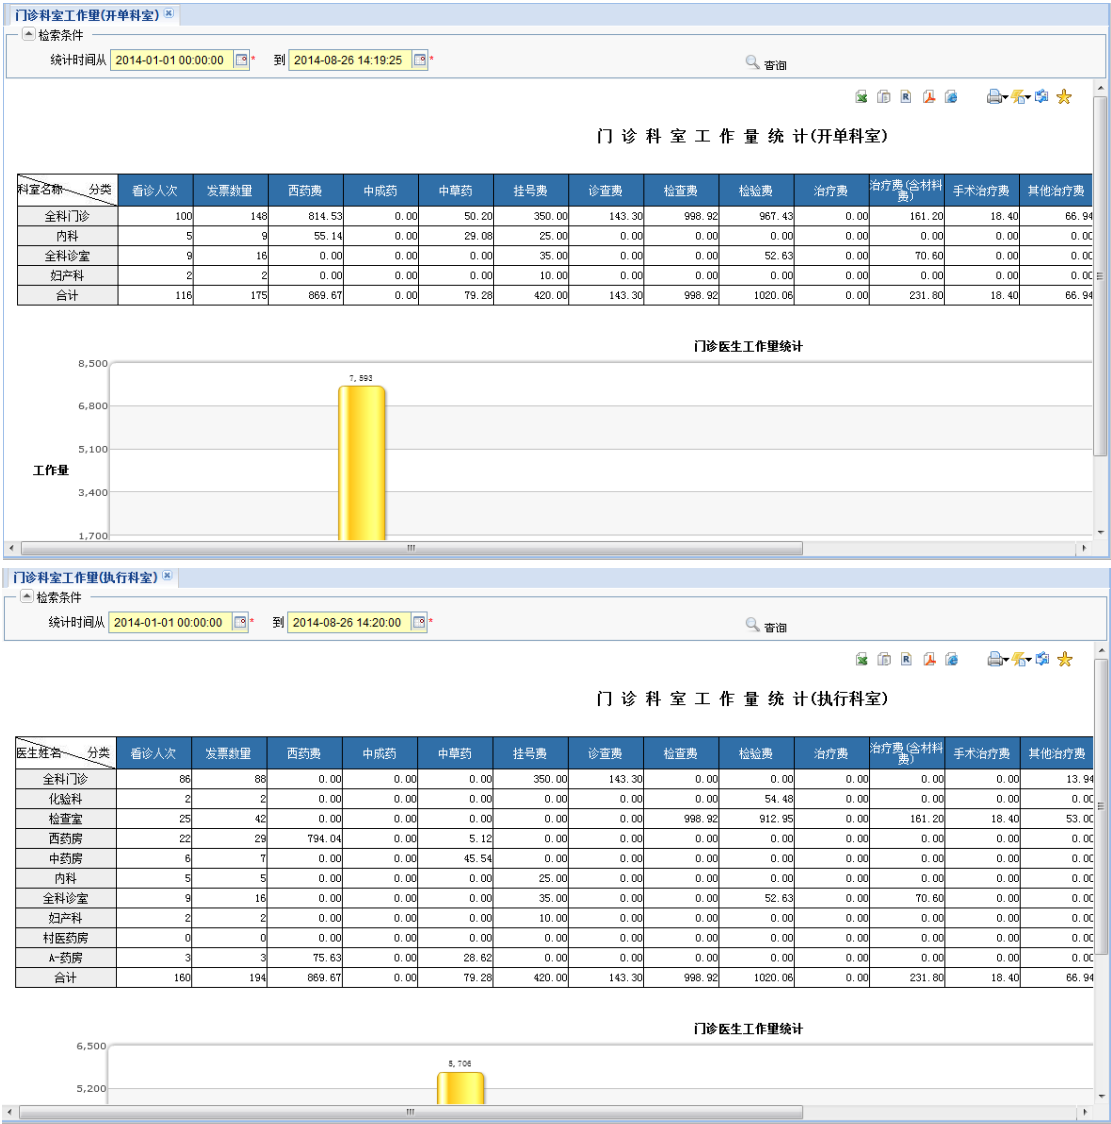 门诊科室工作量(开单科室)
检索条件
统计时间从 2014-01-01 00:00:00 * 到 2014-08-26 14:19:25 * 查询
门 诊 科 室 工 作 量 统 计(开单科室)
科室名称 分类 看诊人次 发票数量 西药费 中成药 中草药 挂号费 诊查费 检查费 检验费 治疗费 治疗费(含材料费) 手术治疗费 其他治疗费
全科门诊 100 148 814.53 0.00 50.20 350.00 143.30 998.92 967.43 0.00 161.20 18.40 66.94
内科 5 9 55.14 0.00 29.08 25.00 0.00 0.00 0.00 0.00 0.00 0.00 0.00
全科诊室 9 16 0.00 0.00 0.00 35.00 0.00 0.00 52.63 0.00 70.60 0.00 0.00
妇产科 2 2 0.00 0.00 0.00 10.00 0.00 0.00 0.00 0.00 0.00 0.00 0.00
合计 116 175 869.67 0.00 79.28 420.00 143.30 998.92 1020.06 0.00 231.80 18.40 66.94
门诊医生工作量统计
8,500
7,593
6,800
5,100
工作量
3,400
1,700
门诊科室工作量(执行科室)
检索条件
统计时间从 2014-01-01 00:00:00 * 到 2014-08-26 14:20:00 * 查询
门 诊 科 室 工 作 量 统 计(执行科室)
医生姓名 分类 看诊人次 发票数量 西药费 中成药 中草药 挂号费 诊查费 检查费 检验费 治疗费 治疗费(含材料费) 手术治疗费 其他治疗费
全科门诊 86 88 0.00 0.00 0.00 350.00 143.30 0.00 0.00 0.00 0.00 0.00 13.94
化验科 2 2 0.00 0.00 0.00 0.00 0.00 0.00 54.48 0.00 0.00 0.00 0.00
检查室 25 42 0.00 0.00 0.00 0.00 0.00 998.92 912.95 0.00 161.20 18.40 53.00
西药房 22 29 794.04 0.00 5.12 0.00 0.00 0.00 0.00 0.00 0.00 0.00 0.00
中药房 6 7 0.00 0.00 45.54 0.00 0.00 0.00 0.00 0.00 0.00 0.00 0.00
内科 5 5 0.00 0.00 0.00 25.00 0.00 0.00 0.00 0.00 0.00 0.00 0.00
全科诊室 9 16 0.00 0.00 0.00 35.00 0.00 0.00 52.63 0.00 70.60 0.00 0.00
妇产科 2 2 0.00 0.00 0.00 10.00 0.00 0.00 0.00 0.00 0.00 0.00 0.00
村医药房 0 0 0.00 0.00 0.00 0.00 0.00 0.00 0.00 0.00 0.00 0.00 0.00
A-药房 3 3 75.63 0.00 28.62 0.00 0.00 0.00 0.00 0.00 0.00 0.00 0.00
合计 160 194 869.67 0.00 79.28 420.00 143.30 998.92 1020.06 0.00 231.80 18.40 66.94
门诊医生工作量统计
6,500
5,706
5,200